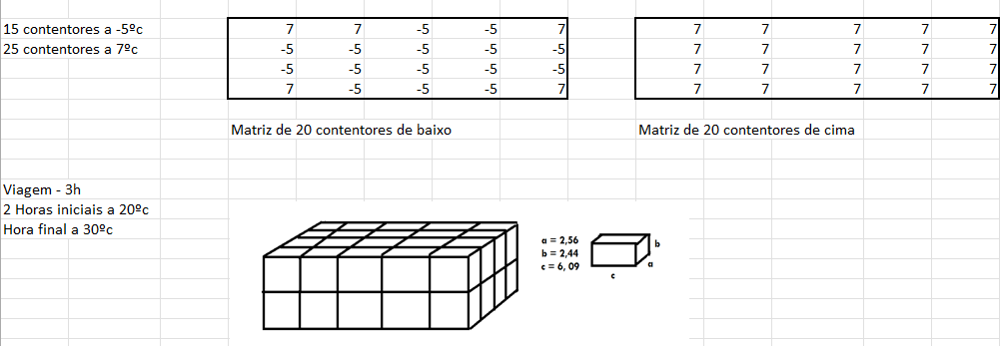 15 contentores a -5ºc 7 7 -5 -5 7 7 7 7 7 7
25 contentores a 7ºc -5 -5 -5 -5 -5 7 7 7 7 7
-5 -5 -5 -5 -5 7 7 7 7 7
7 -5 -5 -5 7 7 7 7 7 7
Matriz de 20 contentores de baixo Matriz de 20 contentores de cima
Viagem - 3h
2 Horas iniciais a 20ºc
Hora final a 30ºc
a = 2,56
b = 2,44
c = 6, 09
b
a
c